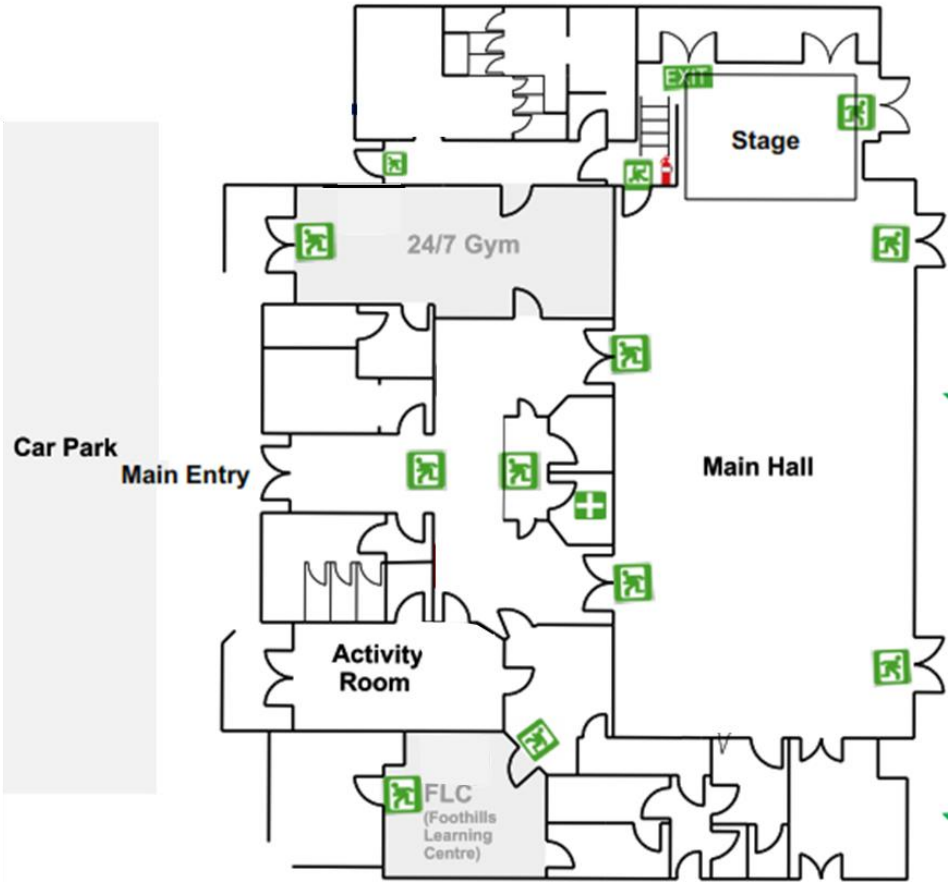 EXIT
Stage
24/7 Gym
Car Park
Main Entry
Main Hall
Activity
Room
FLC
(Foothills
Learning
Centre)